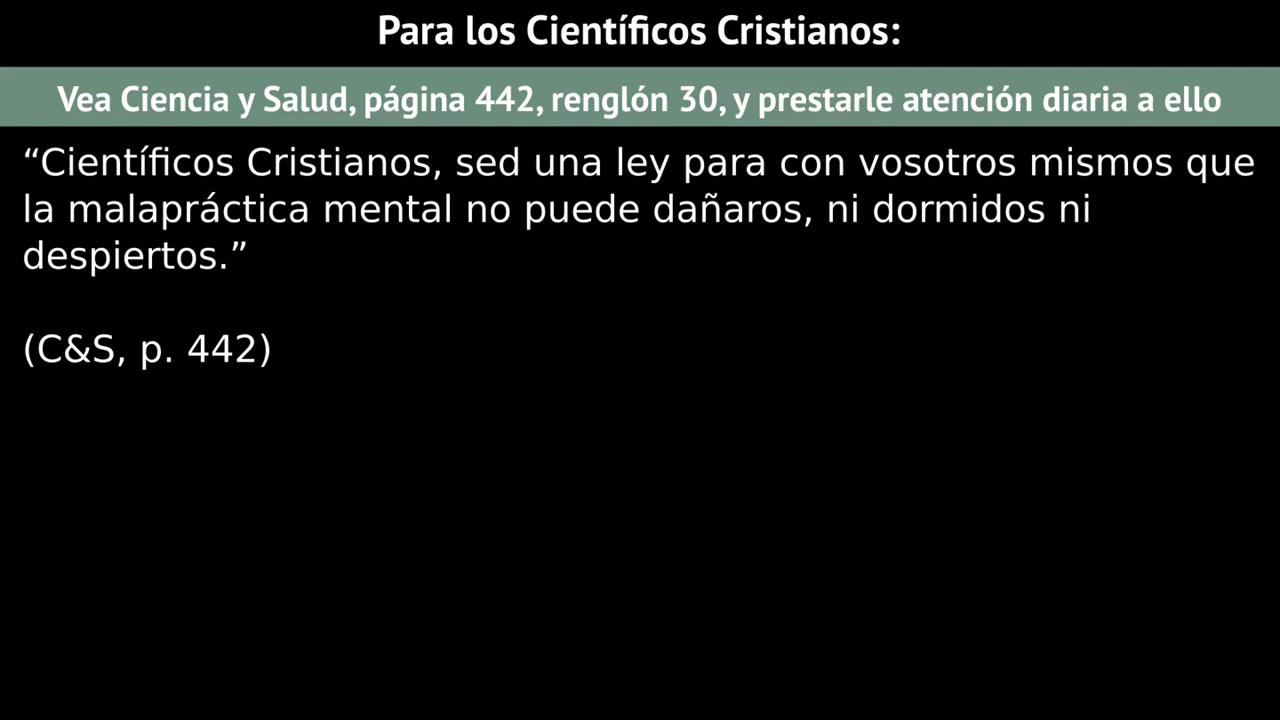 Para los Científicos Cristianos:
Vea Ciencia y Salud, página 442, renglón 30, y prestarle atención diaria a ello
“Científicos Cristianos, sed una ley para con vosotros mismos que
la malapráctica mental no puede dañaros, ni dormidos ni
despiertos.”
(C&S, p. 442)